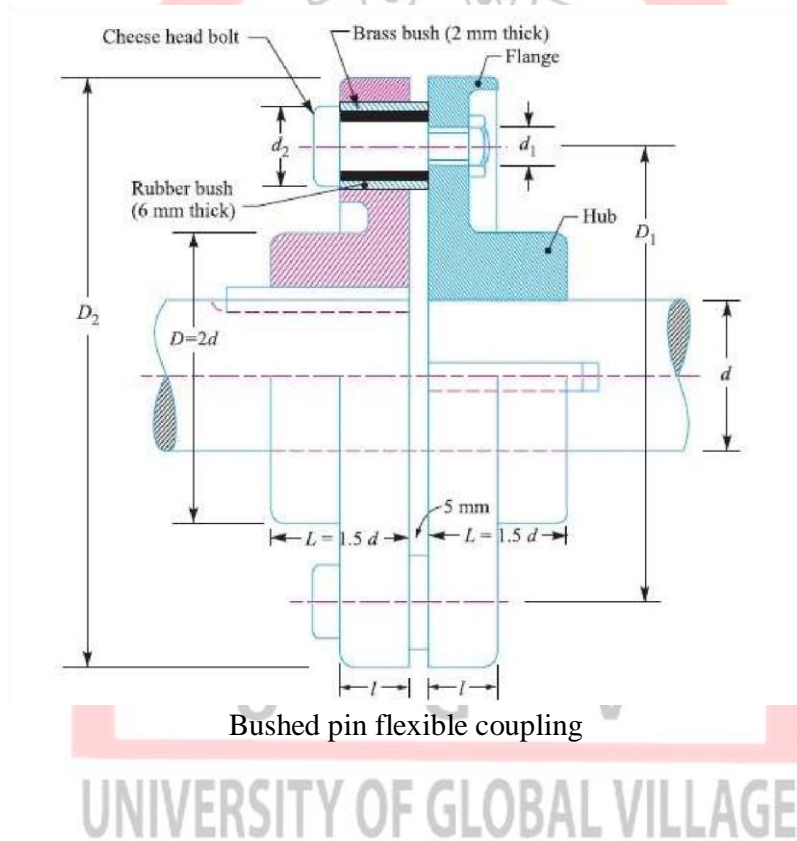 Cheese head bolt
Brass bush (2 mm thick)
Flange
d2
d1
Rubber bush
(6 mm thick)
Hub
D1
D2
D=2d
d
5 mm
L = 1.5 d
L = 1.5 d
l
l
Bushed pin flexible coupling
UNIVERSITY OF GLOBAL VILLAGE